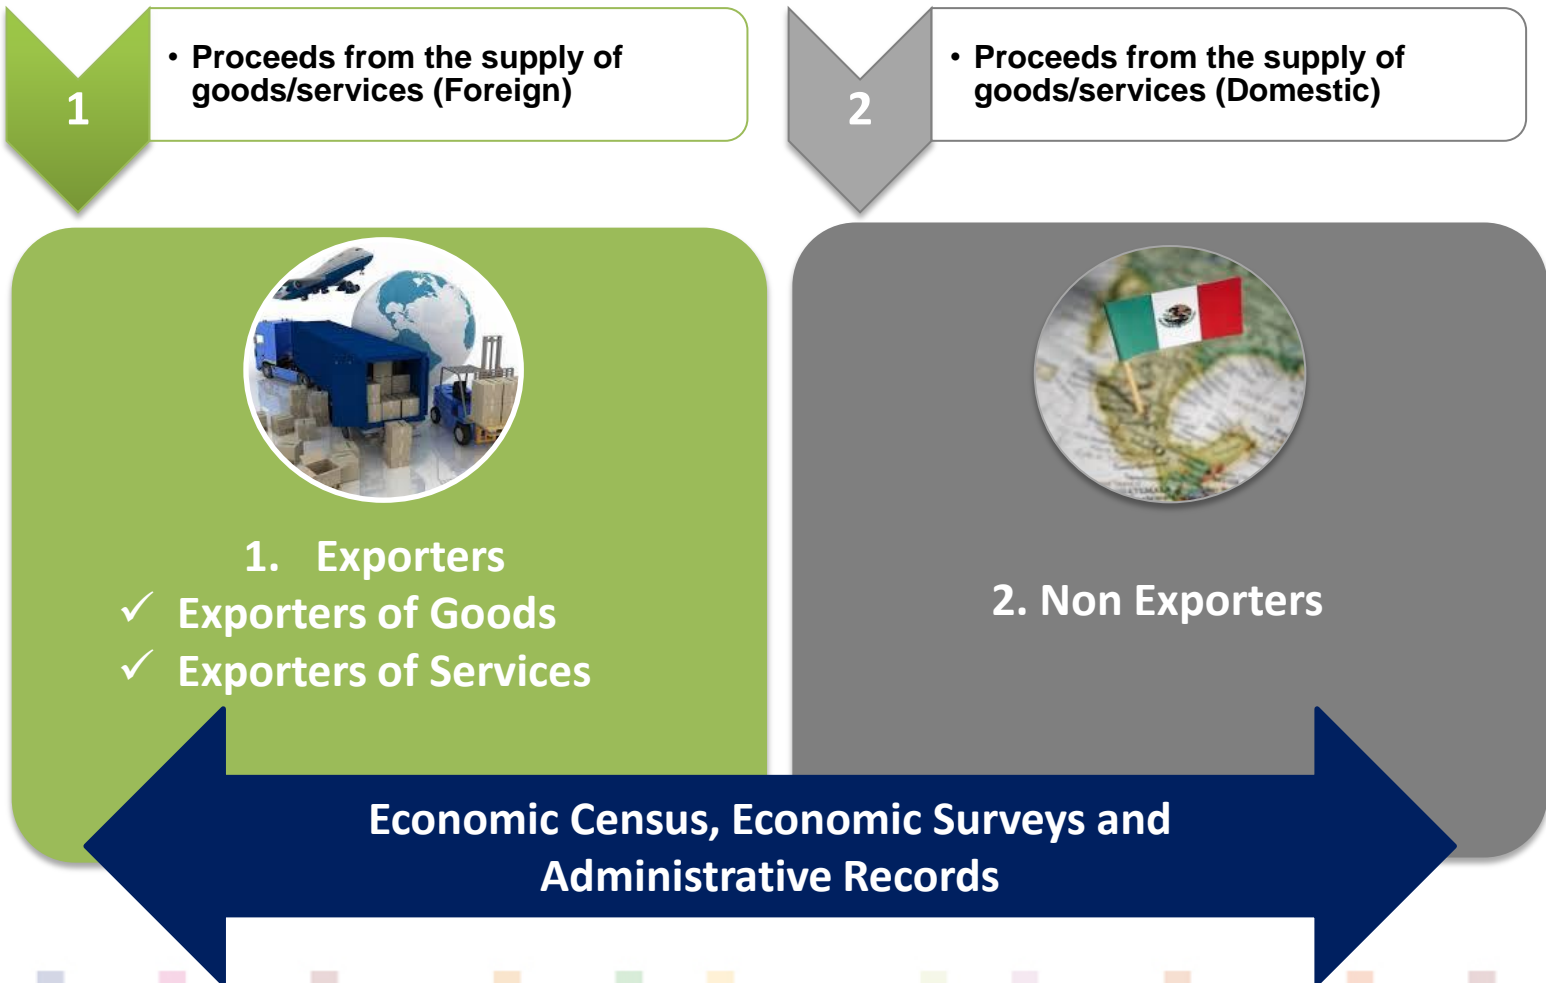 1
• Proceeds from the supply of
goods/services (Foreign)
2
• Proceeds from the supply of
goods/services (Domestic)
1. Exporters
✓ Exporters of Goods
✓ Exporters of Services
2. Non Exporters
Economic Census, Economic Surveys and
Administrative Records